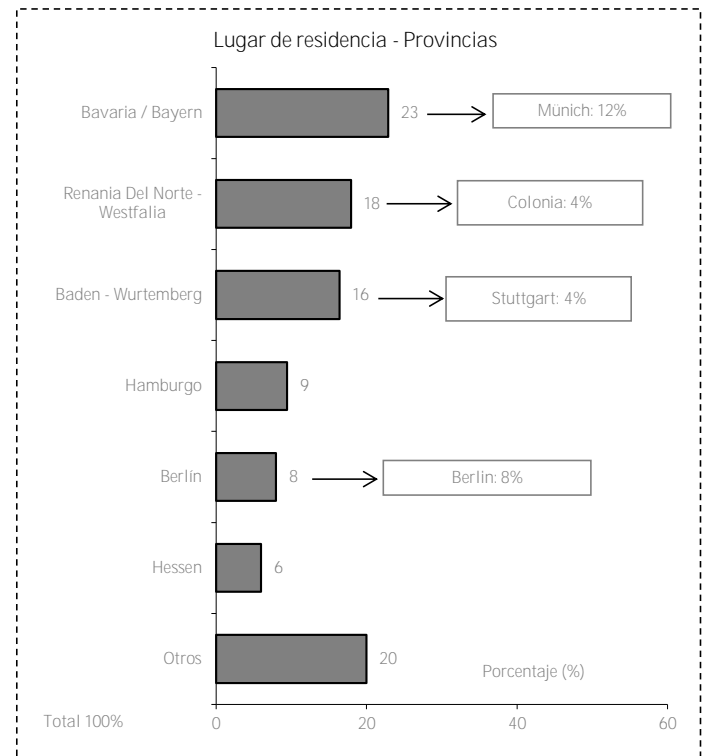 Lugar de residencia - Provincias
Bavaria / Bayern
23
Münich: 12%
Renania Del Norte -
Westfalia
18
Colonia: 4%
Baden - Wurtemberg
16
Stuttgart: 4%
Hamburgo
9
Berlín
8
Berlin: 8%
Hessen
6
Otros
20
Porcentaje (%)
Total 100%
0
20
40
60